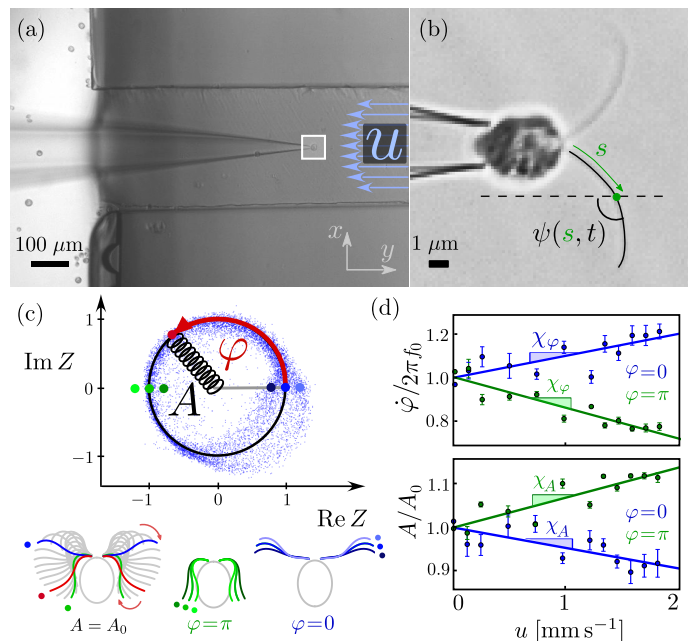 (a)
u
100 μm
x
y
(b)
s
ψ(s, t)
1 μm
(c)
1
Im Z
0
−1
φ
A
−1
0
1
Re Z
A = A₀
φ=π
φ=0
(d)
φ̇/2πf₀
1.2
1.0
0.8
χφ
χφ
φ=0
φ=π
A/A₀
1.1
1.0
0.9
χA
χA
φ=0
φ=π
0
1
2
u [mm s⁻¹]